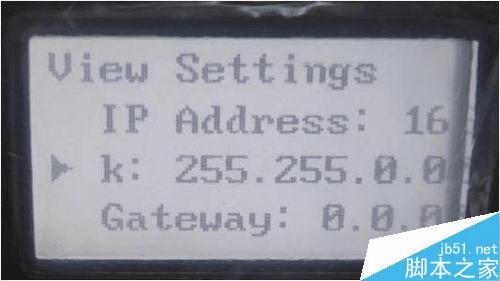 View Settings
IP Address: 16
k: 255.255.0.0
Gateway: 0.0.0
jb51.net
脚本之家